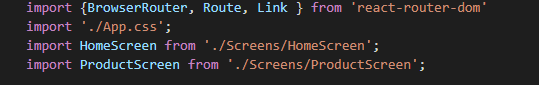 import {BrowserRouter, Route, Link } from 'react-router-dom'
import './App.css';
import HomeScreen from './Screens/HomeScreen';
import ProductScreen from './Screens/ProductScreen';